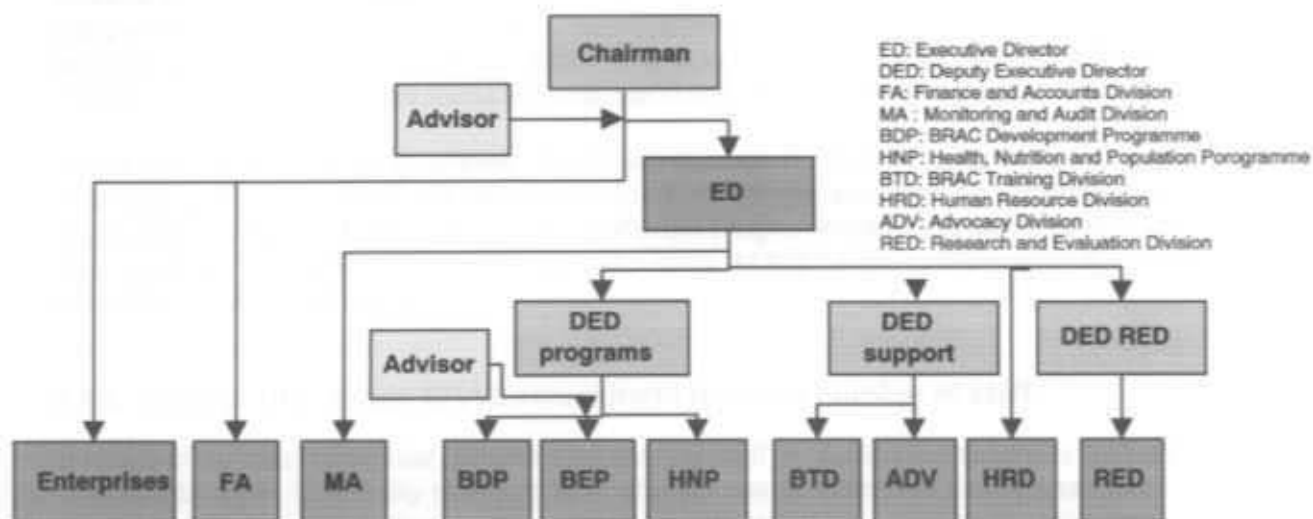 Chairman
Advisor
ED
ED: Executive Director
DED: Deputy Executive Director
FA: Finance and Accounts Division
MA : Monitoring and Audit Division
BDP: BRAC Development Programme
HNP: Health, Nutrition and Population Porogramme
BTD: BRAC Training Division
HRD: Human Resource Division
ADV: Advocacy Division
RED: Research and Evaluation Division
DED
programs
DED
support
DED RED
Advisor
Enterprises
FA
MA
BDP
BEP
HNP
BTD
ADV
HRD
RED